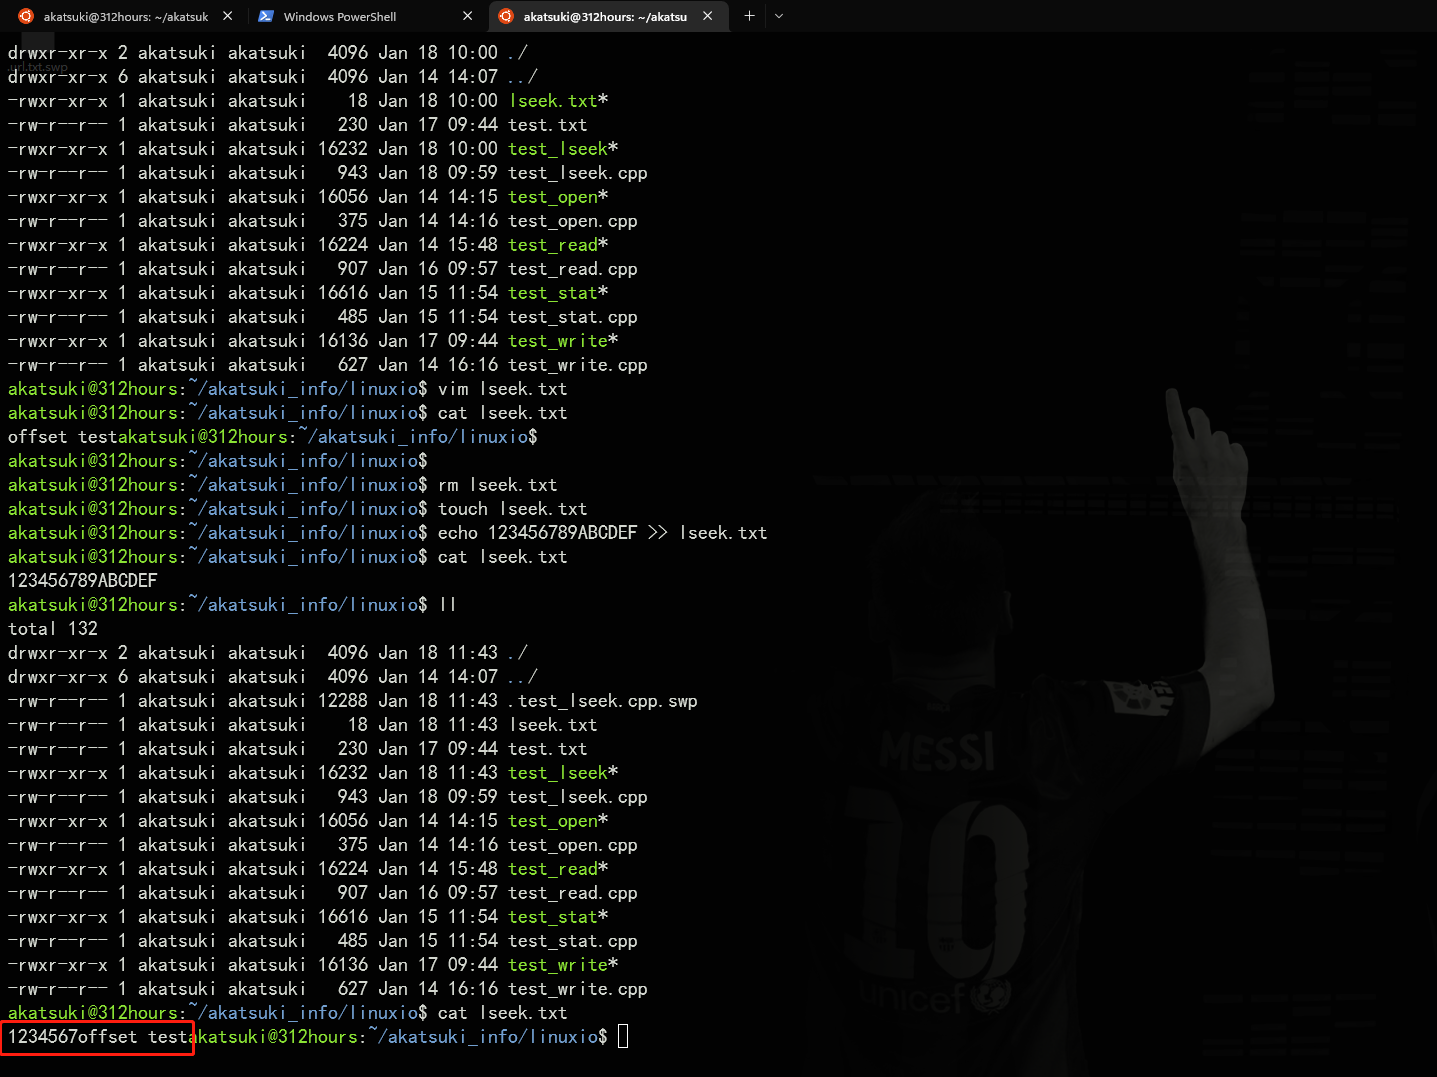 akatsuki@312hours: ~/akatsuk
Windows PowerShell
akatsuki@312hours: ~/akatsu
drwxr-xr-x 2 akatsuki akatsuki  4096 Jan 18 10:00 ./
.url.txt.swp
drwxr-xr-x 6 akatsuki akatsuki  4096 Jan 14 14:07 ../
-rwxr-xr-x 1 akatsuki akatsuki    18 Jan 18 10:00 lseek.txt*
-rw-r--r-- 1 akatsuki akatsuki   230 Jan 17 09:44 test.txt
-rwxr-xr-x 1 akatsuki akatsuki 16232 Jan 18 10:00 test_lseek*
-rw-r--r-- 1 akatsuki akatsuki   943 Jan 18 09:59 test_lseek.cpp
-rwxr-xr-x 1 akatsuki akatsuki 16056 Jan 14 14:15 test_open*
-rw-r--r-- 1 akatsuki akatsuki   375 Jan 14 14:16 test_open.cpp
-rwxr-xr-x 1 akatsuki akatsuki 16224 Jan 14 15:48 test_read*
-rw-r--r-- 1 akatsuki akatsuki   907 Jan 16 09:57 test_read.cpp
-rwxr-xr-x 1 akatsuki akatsuki 16616 Jan 15 11:54 test_stat*
-rw-r--r-- 1 akatsuki akatsuki   485 Jan 15 11:54 test_stat.cpp
-rwxr-xr-x 1 akatsuki akatsuki 16136 Jan 17 09:44 test_write*
-rw-r--r-- 1 akatsuki akatsuki   627 Jan 14 16:16 test_write.cpp
akatsuki@312hours:~/akatsuki_info/linuxio$ vim lseek.txt
akatsuki@312hours:~/akatsuki_info/linuxio$ cat lseek.txt
offset testakatsuki@312hours:~/akatsuki_info/linuxio$
akatsuki@312hours:~/akatsuki_info/linuxio$
akatsuki@312hours:~/akatsuki_info/linuxio$ rm lseek.txt
akatsuki@312hours:~/akatsuki_info/linuxio$ touch lseek.txt
akatsuki@312hours:~/akatsuki_info/linuxio$ echo 123456789ABCDEF >> lseek.txt
akatsuki@312hours:~/akatsuki_info/linuxio$ cat lseek.txt
123456789ABCDEF
akatsuki@312hours:~/akatsuki_info/linuxio$ ll
total 132
drwxr-xr-x 2 akatsuki akatsuki  4096 Jan 18 11:43 ./
drwxr-xr-x 6 akatsuki akatsuki  4096 Jan 14 14:07 ../
-rw-r--r-- 1 akatsuki akatsuki 12288 Jan 18 11:43 .test_lseek.cpp.swp
-rw-r--r-- 1 akatsuki akatsuki    18 Jan 18 11:43 lseek.txt
-rw-r--r-- 1 akatsuki akatsuki   230 Jan 17 09:44 test.txt
-rwxr-xr-x 1 akatsuki akatsuki 16232 Jan 18 11:43 test_lseek*
-rw-r--r-- 1 akatsuki akatsuki   943 Jan 18 09:59 test_lseek.cpp
-rwxr-xr-x 1 akatsuki akatsuki 16056 Jan 14 14:15 test_open*
-rw-r--r-- 1 akatsuki akatsuki   375 Jan 14 14:16 test_open.cpp
-rwxr-xr-x 1 akatsuki akatsuki 16224 Jan 14 15:48 test_read*
-rw-r--r-- 1 akatsuki akatsuki   907 Jan 16 09:57 test_read.cpp
-rwxr-xr-x 1 akatsuki akatsuki 16616 Jan 15 11:54 test_stat*
-rw-r--r-- 1 akatsuki akatsuki   485 Jan 15 11:54 test_stat.cpp
-rwxr-xr-x 1 akatsuki akatsuki 16136 Jan 17 09:44 test_write*
-rw-r--r-- 1 akatsuki akatsuki   627 Jan 14 16:16 test_write.cpp
akatsuki@312hours:~/akatsuki_info/linuxio$ cat lseek.txt
1234567offset testakatsuki@312hours:~/akatsuki_info/linuxio$
MESSI
10
unicef